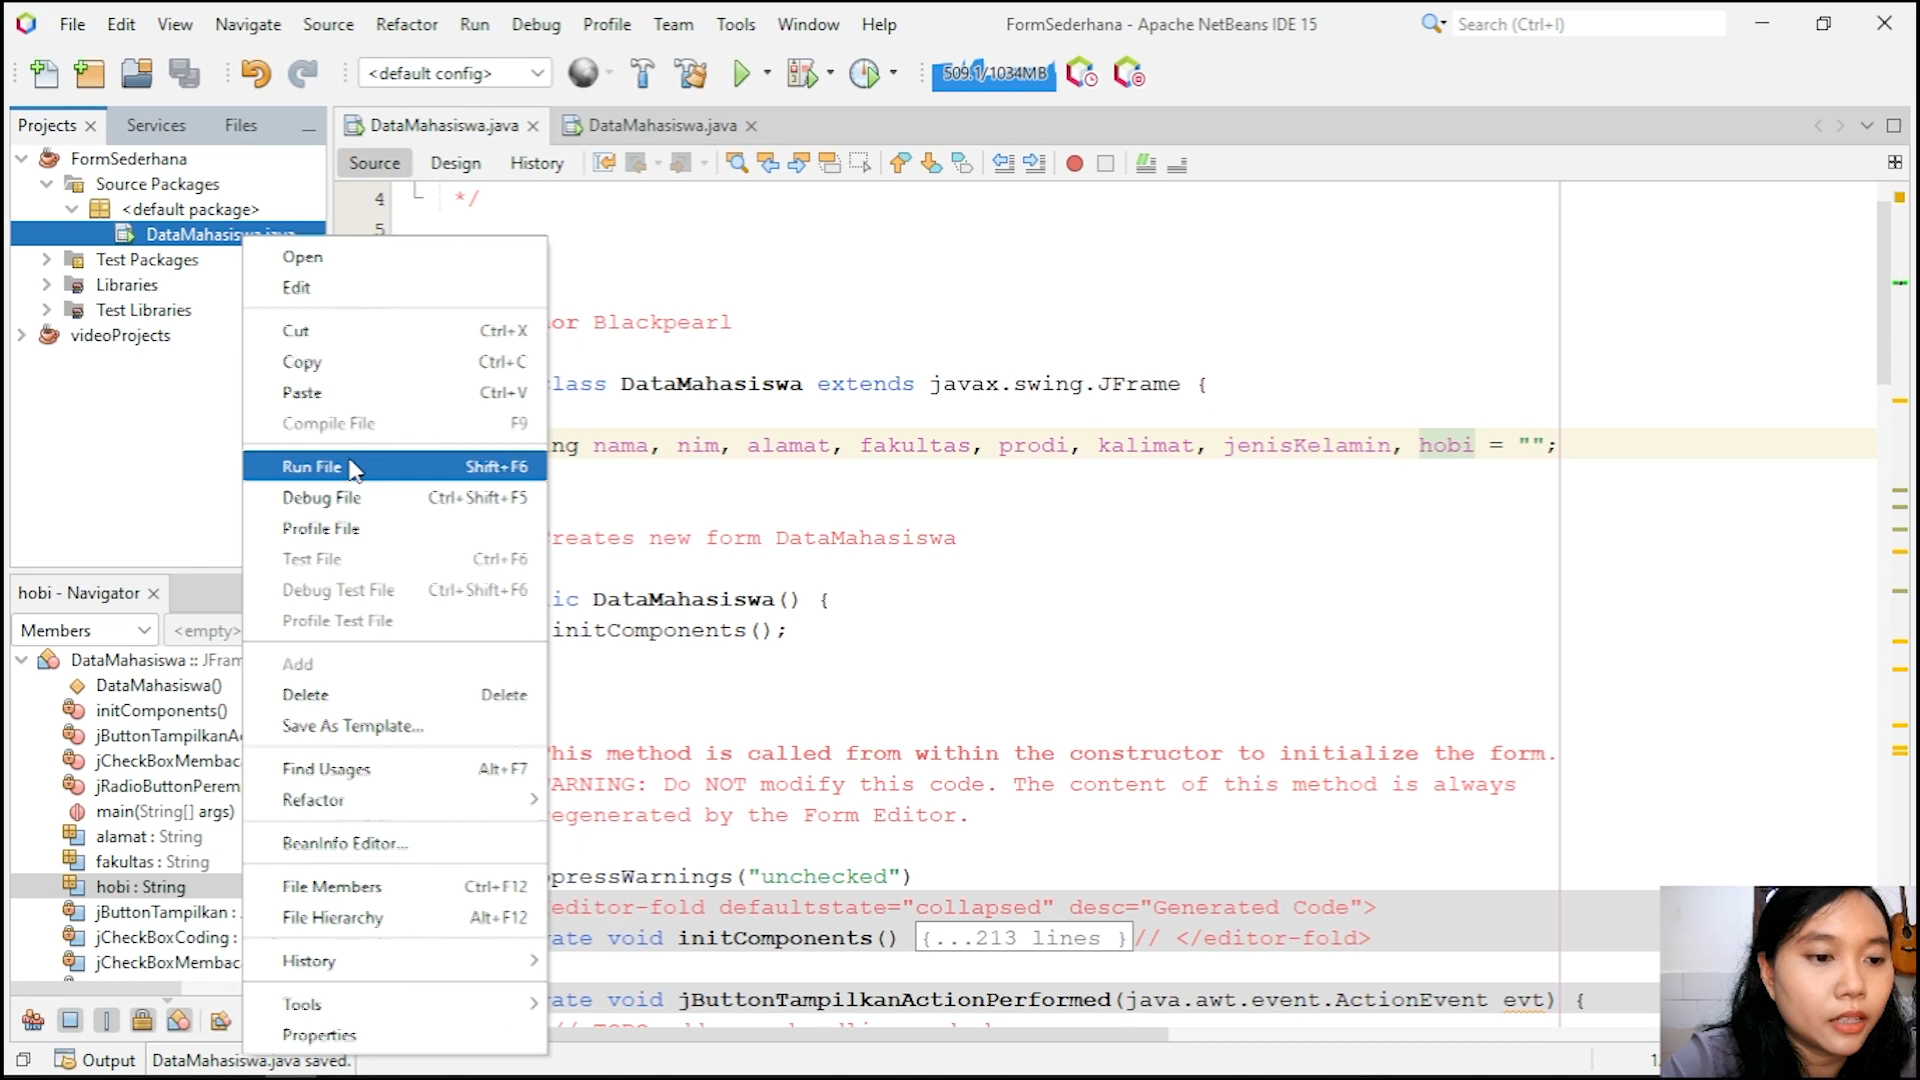 File Edit View Navigate Source Refactor Run Debug Profile Team Tools Window Help FormSederhana - Apache NetBeans IDE 15 Search (Ctrl+I)
<default config> 509.1/1034MB
Projects Services Files DataMahasiswa.java DataMahasiswa.java
Source Design History
FormSederhana
Source Packages
<default package>
DataMahasiswa.java
Test Packages
Libraries
Test Libraries
videoProjects
hobi - Navigator
Members <empty>
DataMahasiswa :: JFram
DataMahasiswa()
initComponents()
jButtonTampilkanA
jCheckBoxMembac
jRadioButtonPerem
main(String[] args)
alamat : String
fakultas : String
hobi : String
jButtonTampilkan :
jCheckBoxCoding :
jCheckBoxMembac
Output DataMahasiswa.java saved.
Open
Edit
Cut Ctrl+X
Copy Ctrl+C
Paste Ctrl+V
Compile File F9
Run File Shift+F6
Debug File Ctrl+Shift+F5
Profile File
Test File Ctrl+F6
Debug Test File Ctrl+Shift+F6
Profile Test File
Add
Delete Delete
Save As Template...
Find Usages Alt+F7
Refactor
BeanInfo Editor...
File Members Ctrl+F12
File Hierarchy Alt+F12
History
Tools
Properties
4 */
5
or Blackpearl
lass DataMahasiswa extends javax.swing.JFrame {
ng nama, nim, alamat, fakultas, prodi, kalimat, jenisKelamin, hobi = "";
reates new form DataMahasiswa
ic DataMahasiswa() {
initComponents();
his method is called from within the constructor to initialize the form.
ARNING: Do NOT modify this code. The content of this method is always
egenerated by the Form Editor.
pressWarnings("unchecked")
editor-fold defaultstate="collapsed" desc="Generated Code">
ate void initComponents() {...213 lines }// </editor-fold>
ate void jButtonTampilkanActionPerformed(java.awt.event.ActionEvent evt) {